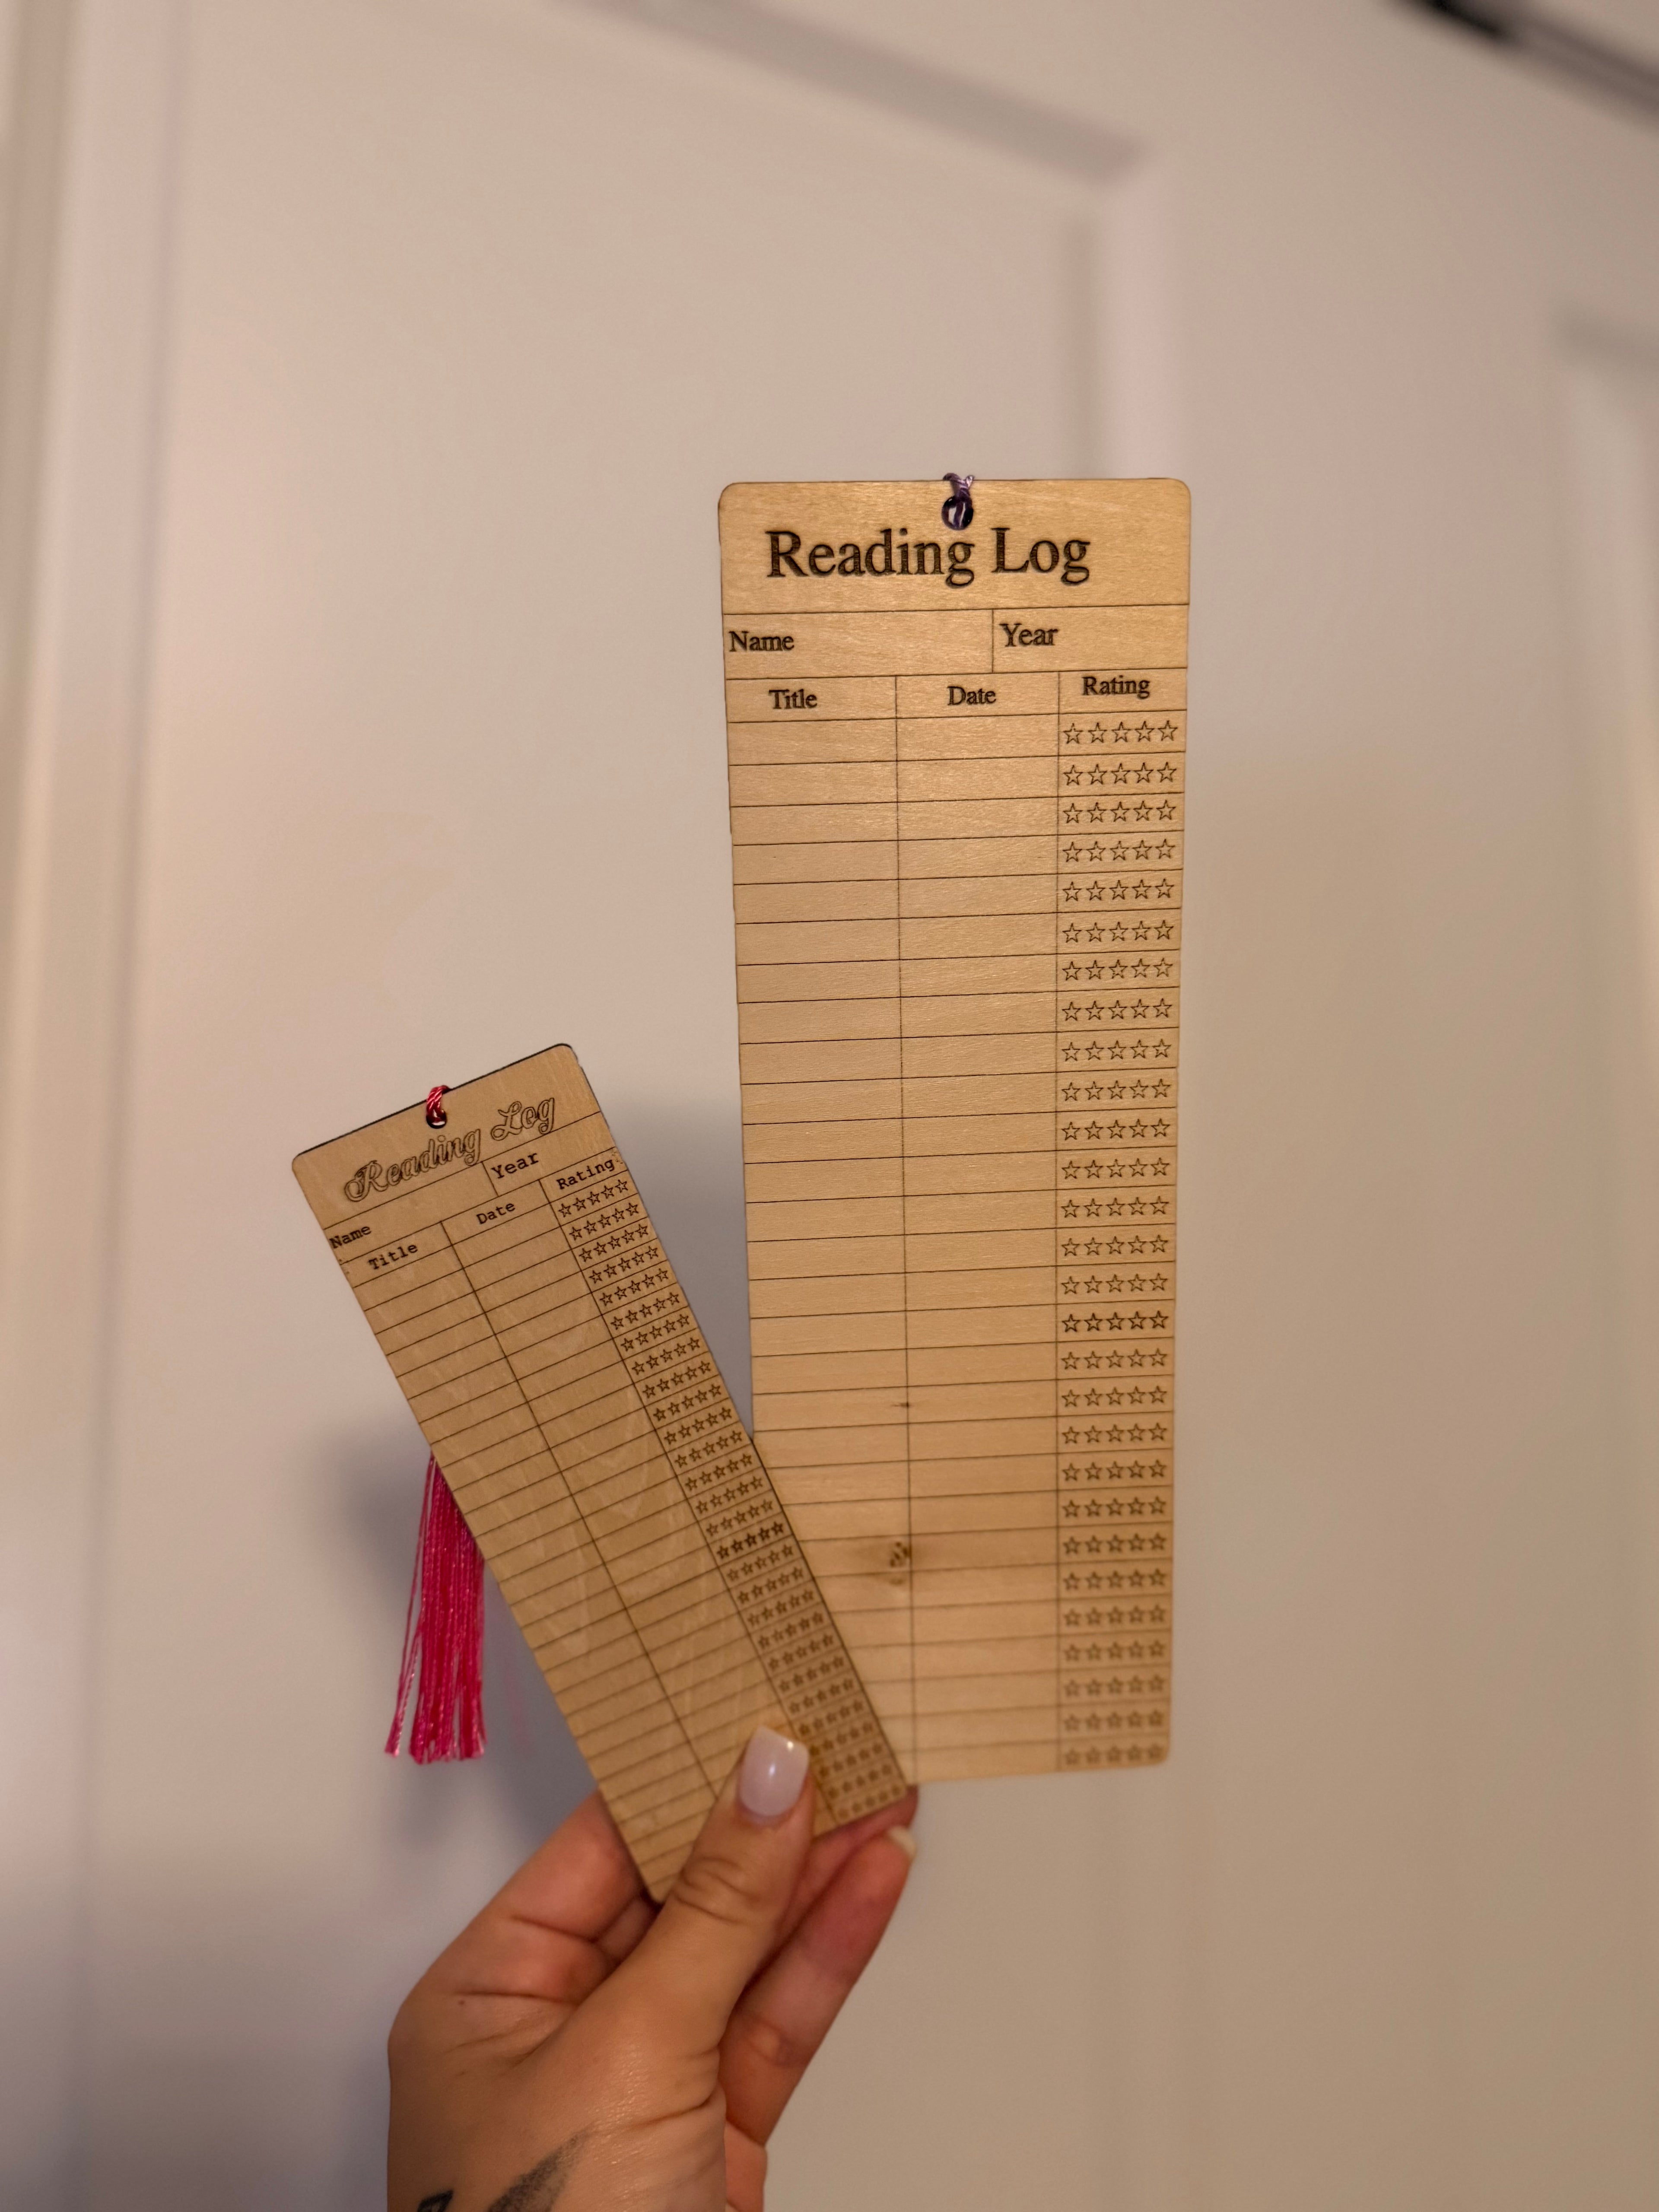 Reading Log
Name Year
Title Date Rating
Reading Log
Name Year
Title Date Rating